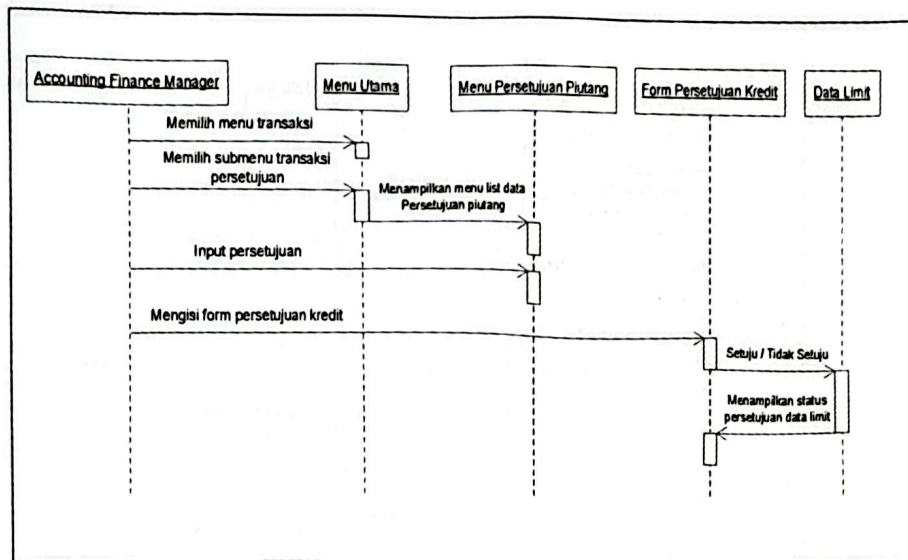 Accounting Finance Manager
Menu Utama
Menu Persetujuan Piutang
Form Persetujuan Kredit
Data Limit
Memilih menu transaksi
Memilih submenu transaksi
persetujuan
Menampilkan menu list data
Persetujuan piutang
Input persetujuan
Mengisi form persetujuan kredit
Setuju / Tidak Setuju
Menampilkan status
persetujuan data limit